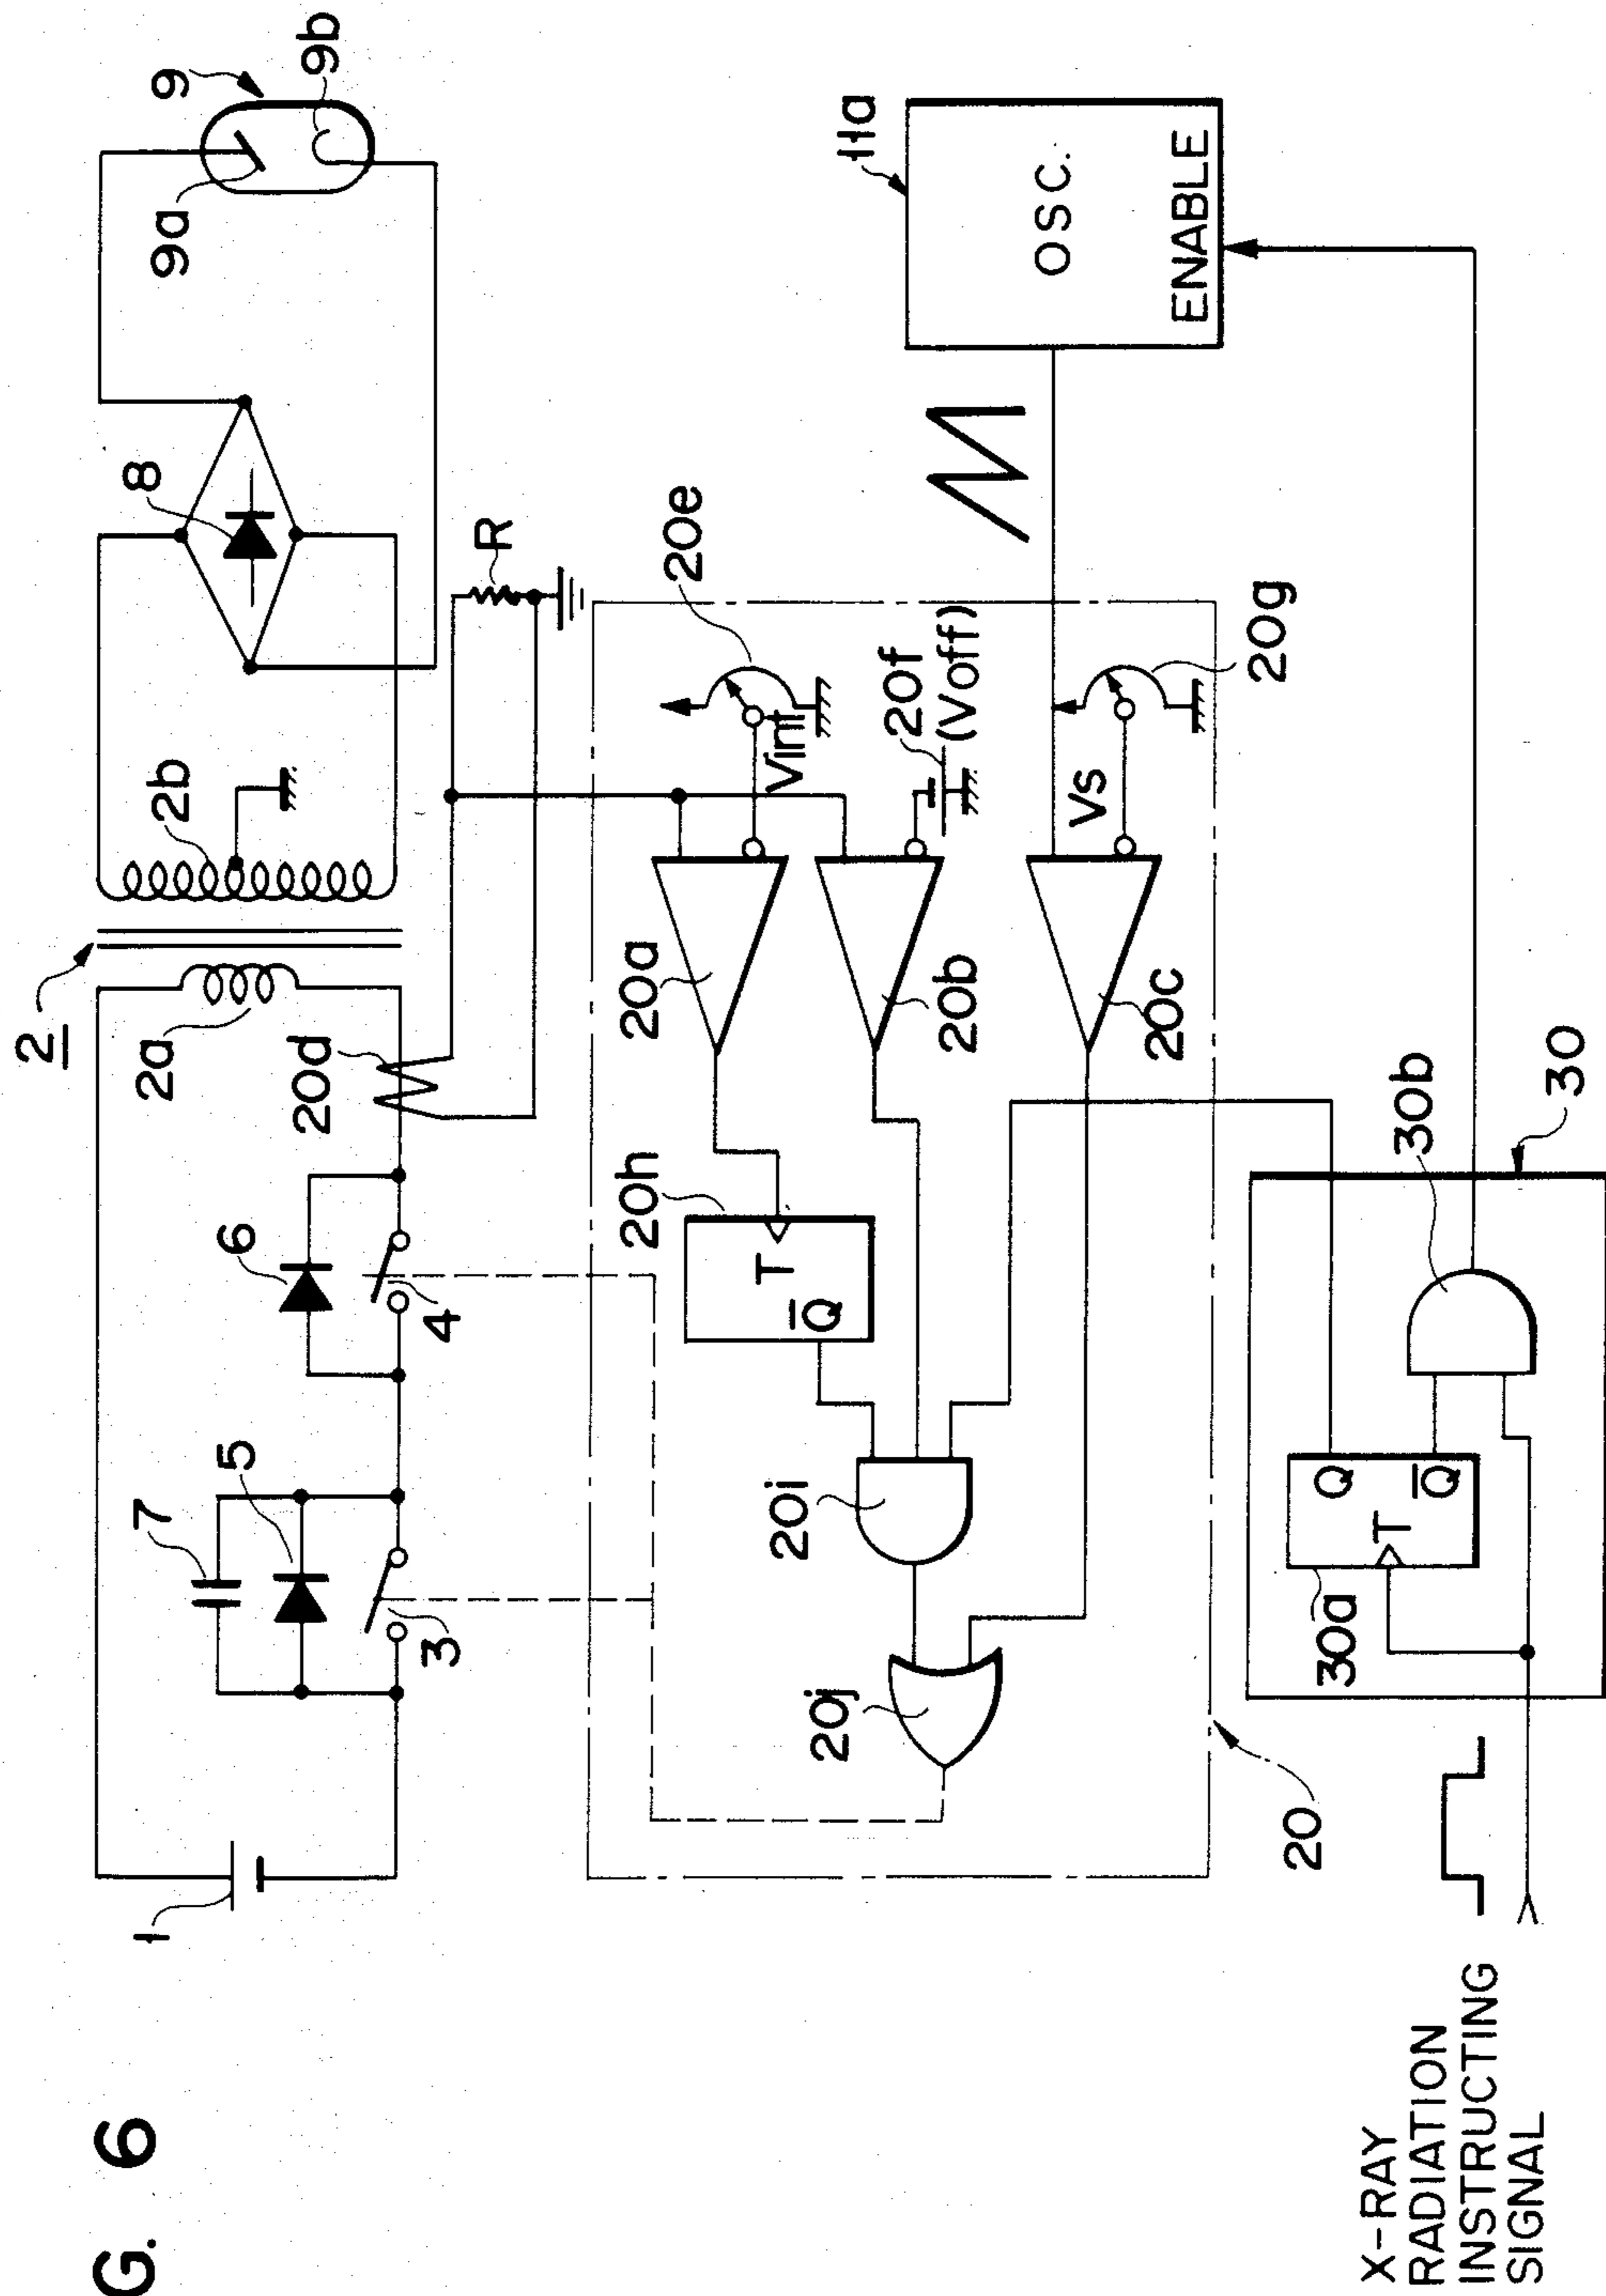 G. 6
2
2a
2b
8
9
9a
9b
1
7
5
3
6
4
20d
R
20a
20b
20c
20e
Vint
20f
(Voff)
Vs
20g
20h
T
Q̅
20i
20j
20
11a
OSC.
ENABLE
30
30a
T
Q
Q̅
30b
X-RAY
RADIATION
INSTRUCTING
SIGNAL